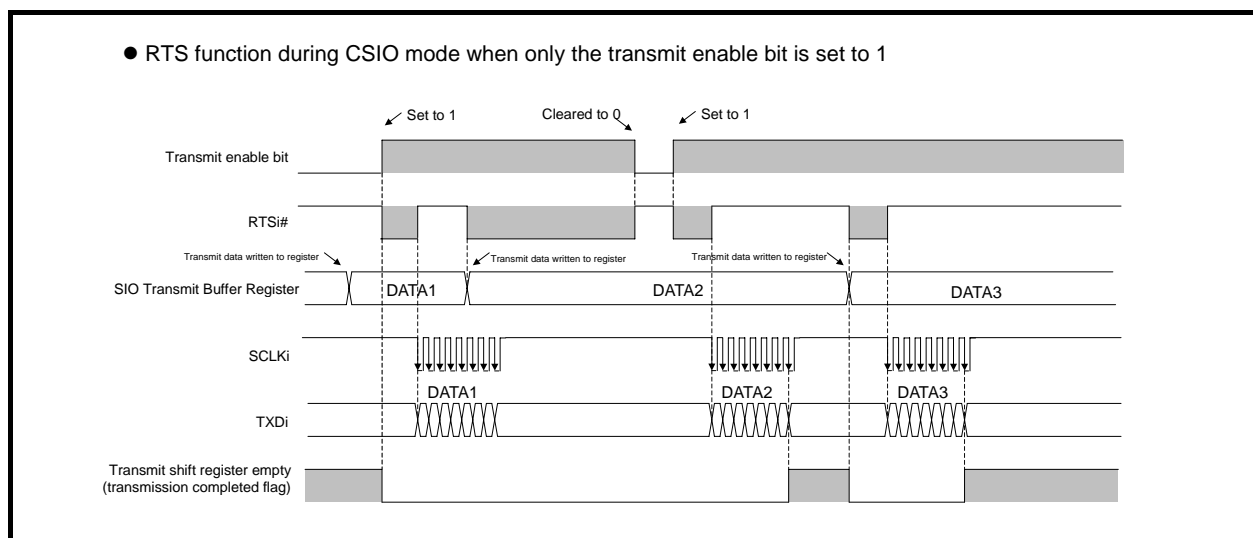 ● RTS function during CSIO mode when only the transmit enable bit is set to 1
Set to 1
Cleared to 0
Set to 1
Transmit enable bit
RTSi#
Transmit data written to register
Transmit data written to register
Transmit data written to register
SIO Transmit Buffer Register
DATA1
DATA2
DATA3
SCLKi
DATA1
DATA2
DATA3
TXDi
Transmit shift register empty
(transmission completed flag)